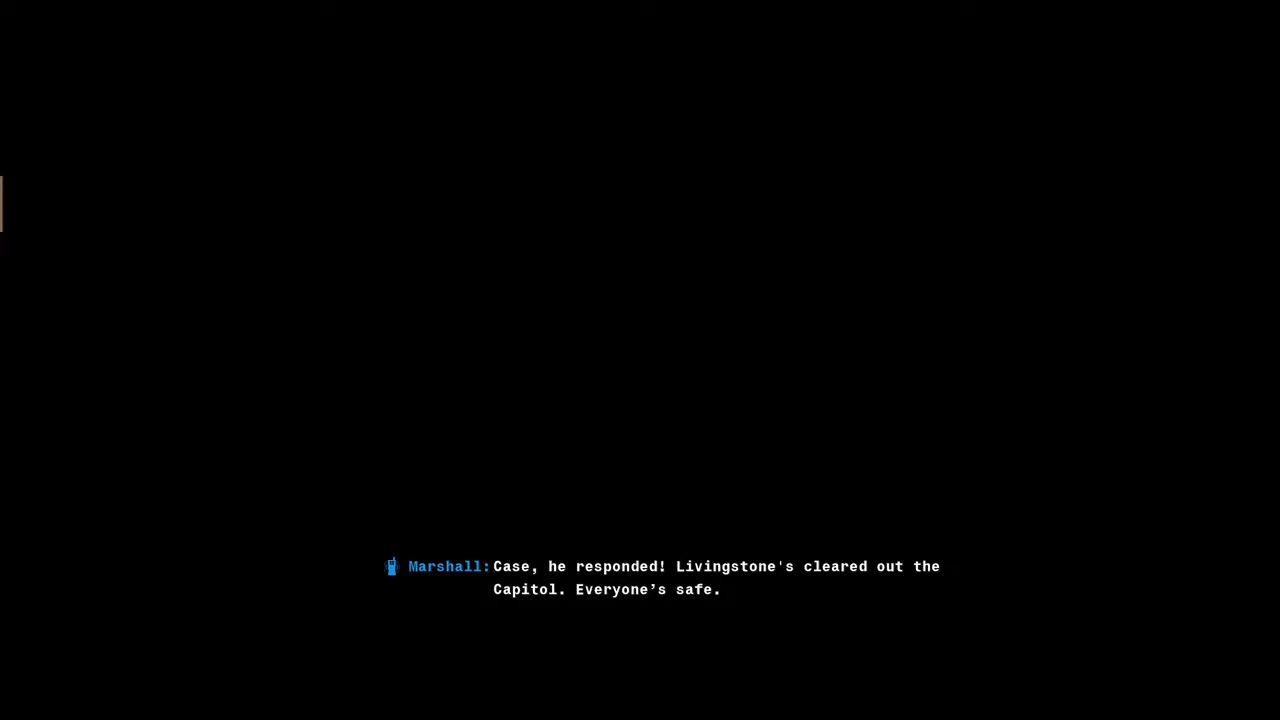 Marshall: Case, he responded! Livingstone's cleared out the
Capitol. Everyone’s safe.